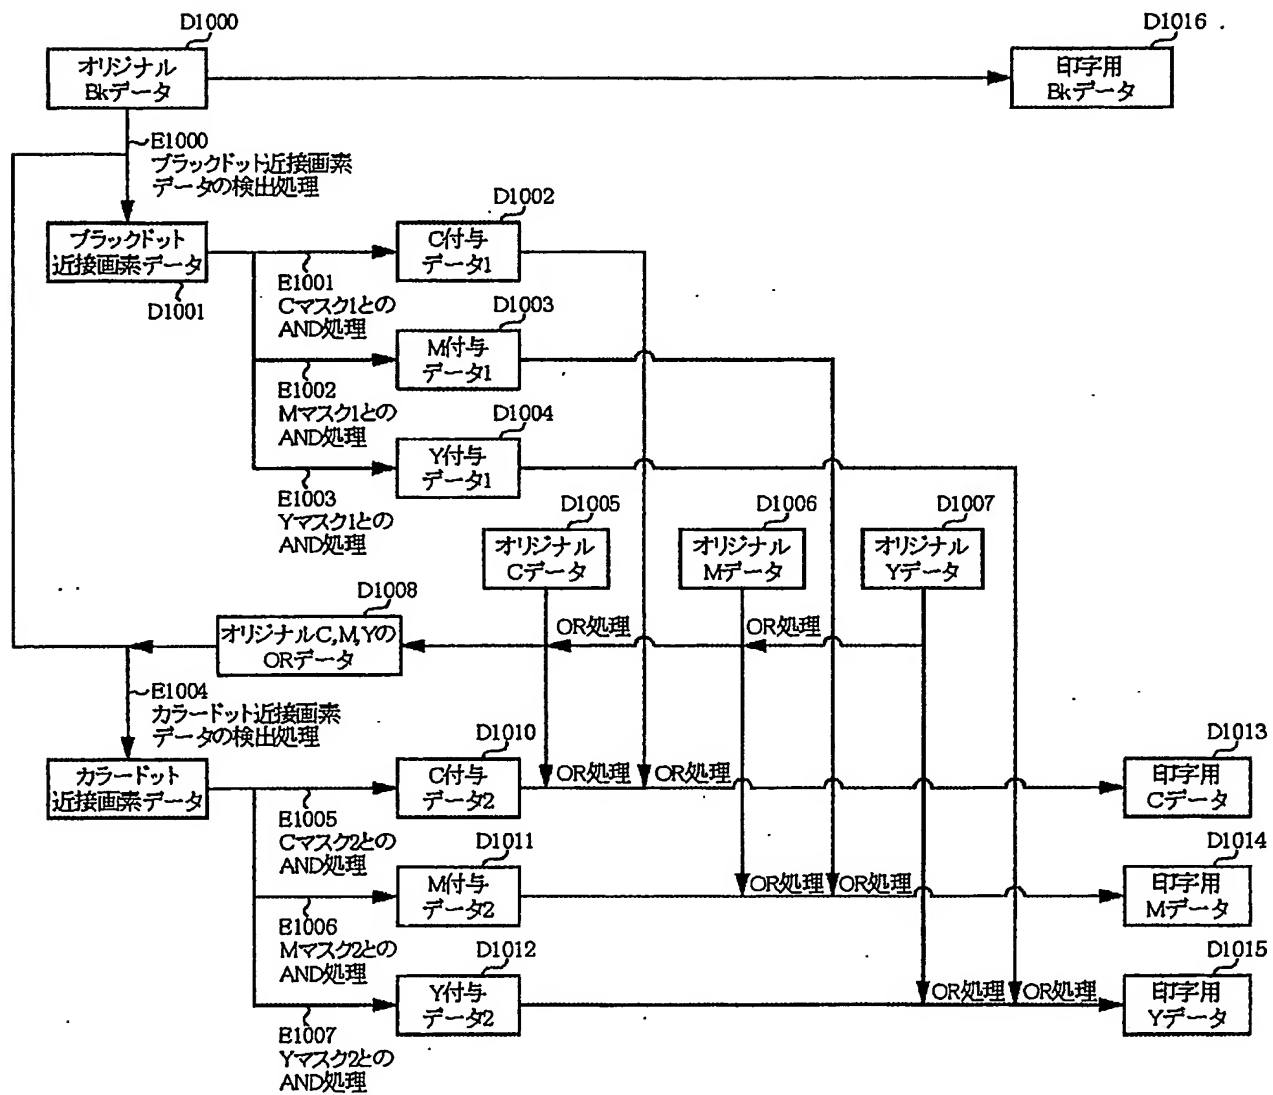 D1000
オリジナル
Bkデータ
D1016
印字用
Bkデータ
E1000
ブラックドット近接画素
データの検出処理
ブラックドット
近接画素データ
D1001
D1002
C付与
データ1
E1001
Cマスク1との
AND処理
D1003
M付与
データ1
E1002
Mマスク1との
AND処理
D1004
Y付与
データ1
E1003
Yマスク1との
AND処理
D1005
オリジナル
Cデータ
D1006
オリジナル
Mデータ
D1007
オリジナル
Yデータ
D1008
オリジナルC,M,Yの
ORデータ
OR処理
OR処理
E1004
カラードット近接画素
データの検出処理
カラードット
近接画素データ
D1010
C付与
データ2
OR処理
OR処理
D1013
印字用
Cデータ
E1005
Cマスク2との
AND処理
D1011
M付与
データ2
OR処理
OR処理
D1014
印字用
Mデータ
E1006
Mマスク2との
AND処理
D1012
Y付与
データ2
OR処理
OR処理
D1015
印字用
Yデータ
E1007
Yマスク2との
AND処理